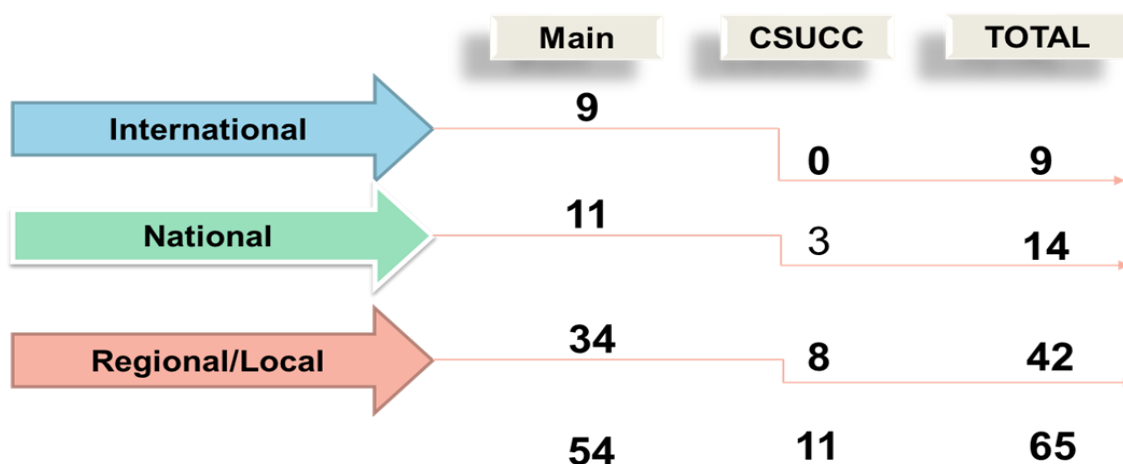 Main CSUCC TOTAL
International 9 0 9
National 11 3 14
Regional/Local 34 8 42
54 11 65